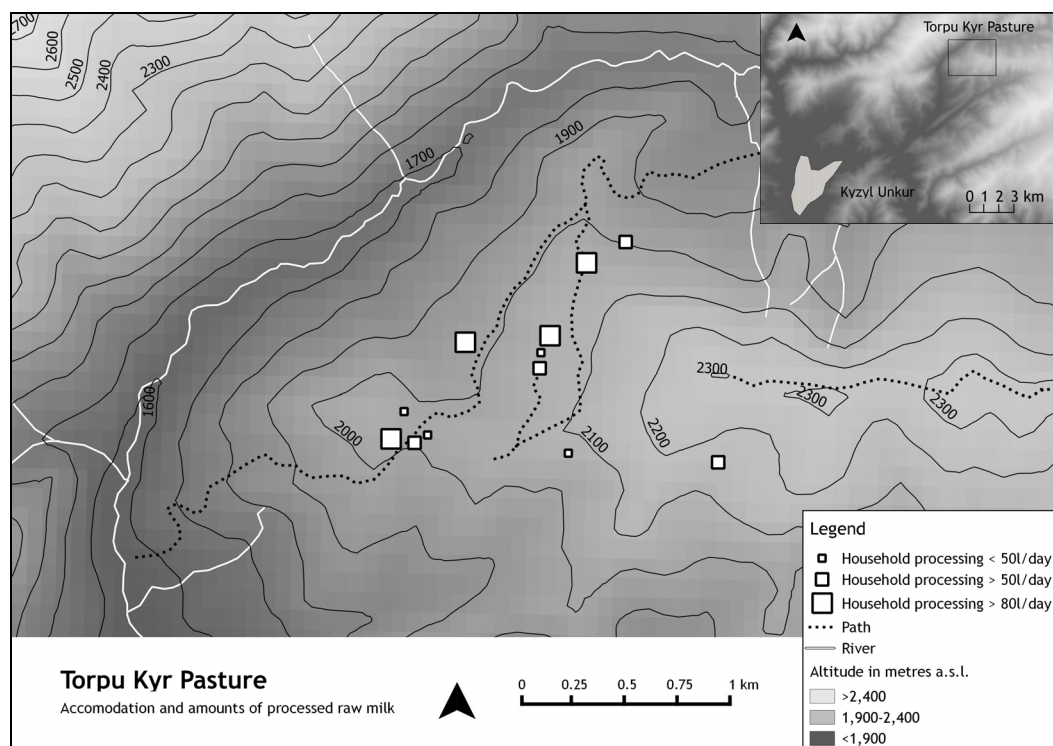 2700
2600
2500
2400
2300
1700
1900
1600
2000
2100
2200
2300
2300
2300
Torpu Kyr Pasture
Kyzyl Unkur
0 1 2 3 km
Legend
Household processing < 50l/day
Household processing > 50l/day
Household processing > 80l/day
Path
River
Altitude in metres a.s.l.
>2,400
1,900-2,400
<1,900
Torpu Kyr Pasture
Accomodation and amounts of processed raw milk
0 0.25 0.5 0.75 1 km